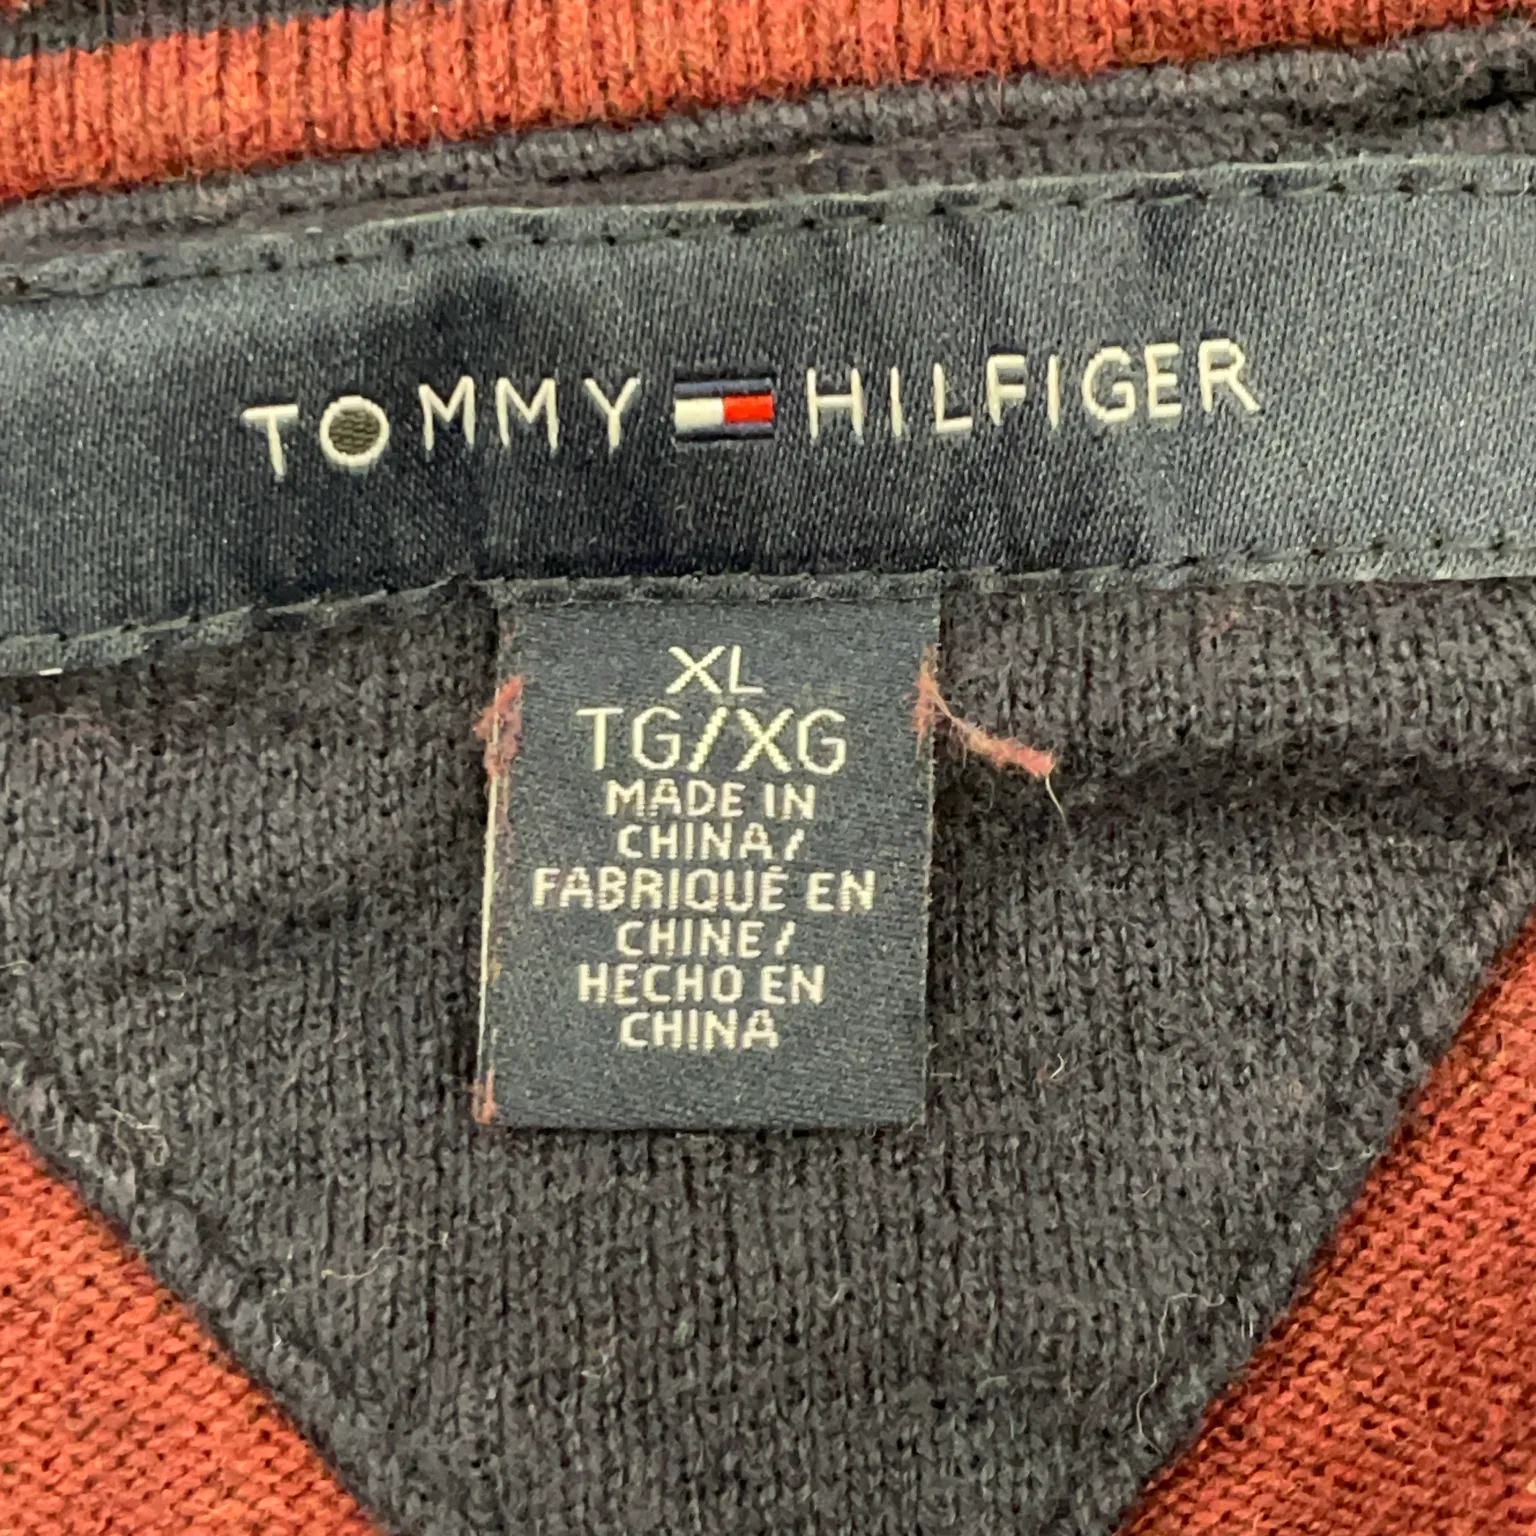 TOMMY HILFIGER
XL
TG/XG
MADE IN
CHINA/
FABRIQUÉ EN
CHINE/
HECHO EN
CHINA